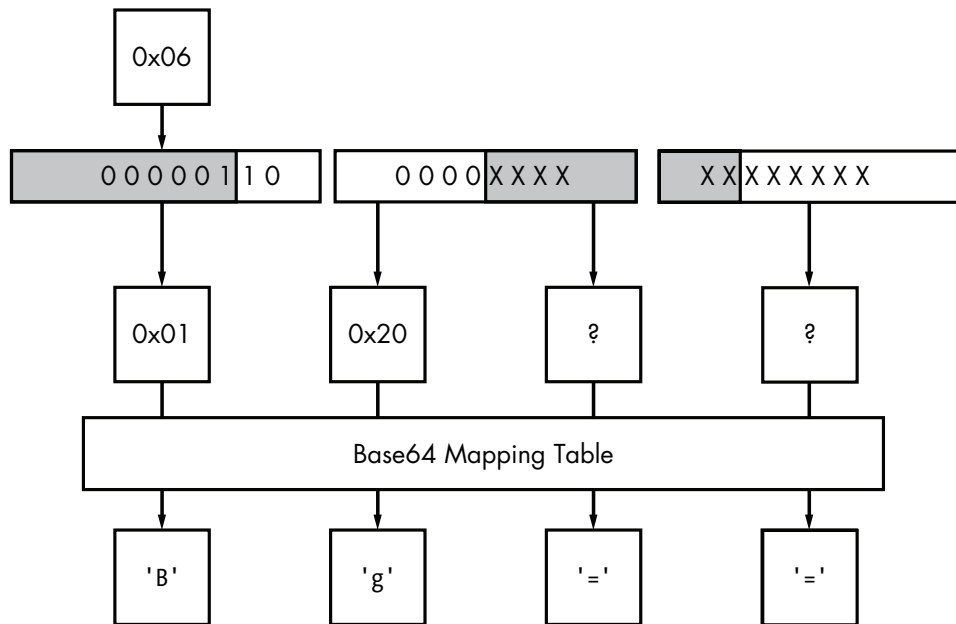 0x06
0 0 0 0 0 1 1 0 0 0 0 0 X X X X X X X X X X X X
0x01 0x20 ? ?
Base64 Mapping Table
'B' 'g' '=' '='